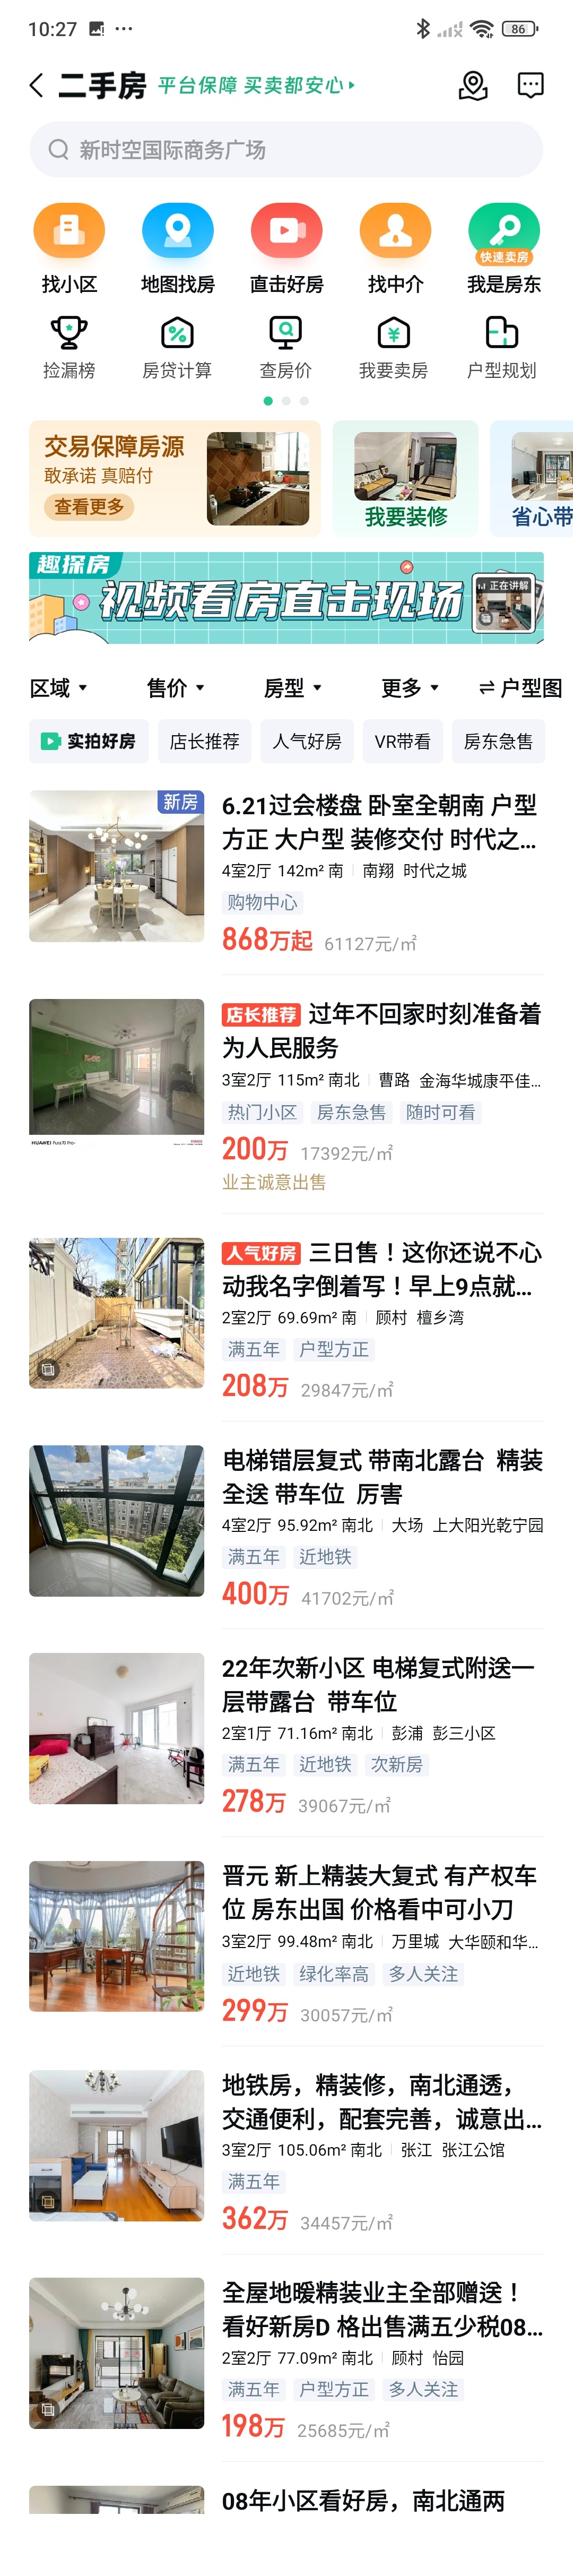 10:27 ... 86
二手房 平台保障 买卖都安心
新时空国际商务广场
快速卖房
找小区 地图找房 直击好房 找中介 我是房东
捡漏榜 房贷计算 查房价 我要卖房 户型规划
交易保障房源
敢承诺 真赔付
查看更多
我要装修
省心带
趣探房
视频看房直击现场
正在讲解
区域 售价 房型 更多 户型图
实拍好房 店长推荐 人气好房 VR带看 房东急售
新房
6.21过会楼盘 卧室全朝南 户型
方正 大户型 装修交付 时代之...
4室2厅 142m² 南 南翔 时代之城
购物中心
868万起 61127元/㎡
店长推荐 过年不回家时刻准备着
为人民服务
3室2厅 115m² 南北 曹路 金海华城康平佳...
热门小区 房东急售 随时可看
200万 17392元/㎡
业主诚意出售
人气好房 三日售！这你还说不心
动我名字倒着写！早上9点就...
2室2厅 69.69m² 南 顾村 檀乡湾
满五年 户型方正
208万 29847元/㎡
电梯错层复式 带南北露台 精装
全送 带车位 厉害
4室2厅 95.92m² 南北 大场 上大阳光乾宁园
满五年 近地铁
400万 41702元/㎡
22年次新小区 电梯复式附送一
层带露台 带车位
2室1厅 71.16m² 南北 彭浦 彭三小区
满五年 近地铁 次新房
278万 39067元/㎡
晋元 新上精装大复式 有产权车
位 房东出国 价格看中可小刀
3室2厅 99.48m² 南北 万里城 大华颐和华...
近地铁 绿化率高 多人关注
299万 30057元/㎡
地铁房，精装修，南北通透，
交通便利，配套完善，诚意出...
3室2厅 105.06m² 南北 张江 张江公馆
满五年
362万 34457元/㎡
全屋地暖精装业主全部赠送！
看好新房D 格出售满五少税08...
2室2厅 77.09m² 南北 顾村 怡园
满五年 户型方正 多人关注
198万 25685元/㎡
08年小区看好房，南北通两